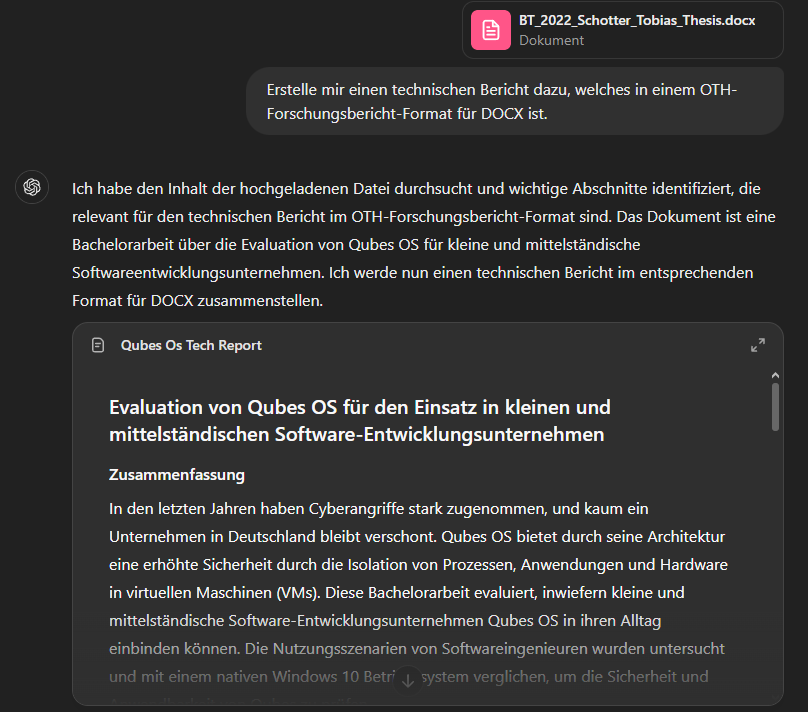 BT_2022_Schotter_Tobias_Thesis.docx
Dokument
Erstelle mir einen technischen Bericht dazu, welches in einem OTH-
Forschungsbericht-Format für DOCX ist.
Ich habe den Inhalt der hochgeladenen Datei durchsucht und wichtige Abschnitte identifiziert, die
relevant für den technischen Bericht im OTH-Forschungsbericht-Format sind. Das Dokument ist eine
Bachelorarbeit über die Evaluation von Qubes OS für kleine und mittelständische
Softwareentwicklungsunternehmen. Ich werde nun einen technischen Bericht im entsprechenden
Format für DOCX zusammenstellen.
Qubes Os Tech Report
Evaluation von Qubes OS für den Einsatz in kleinen und
mittelständischen Software-Entwicklungsunternehmen
Zusammenfassung
In den letzten Jahren haben Cyberangriffe stark zugenommen, und kaum ein
Unternehmen in Deutschland bleibt verschont. Qubes OS bietet durch seine Architektur
eine erhöhte Sicherheit durch die Isolation von Prozessen, Anwendungen und Hardware
in virtuellen Maschinen (VMs). Diese Bachelorarbeit evaluiert, inwiefern kleine und
mittelständische Software-Entwicklungsunternehmen Qubes OS in ihren Alltag
einbinden können. Die Nutzungsszenarien von Softwareingenieuren wurden untersucht
und mit einem nativen Windows 10 Betriebssystem verglichen, um die Sicherheit und